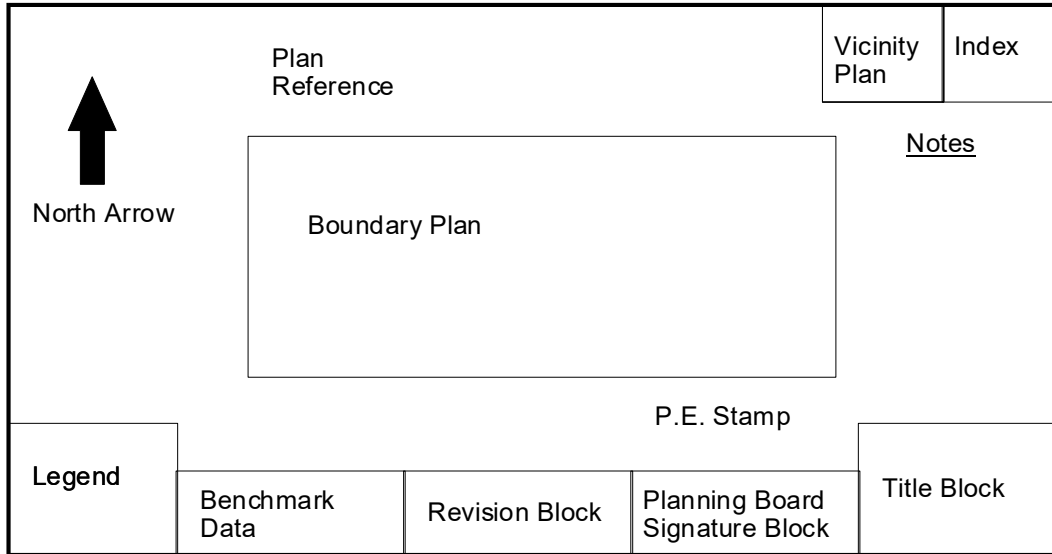 Plan
Reference
Vicinity
Plan
Index
Notes
North Arrow
Boundary Plan
P.E. Stamp
Legend
Benchmark
Data
Revision Block
Planning Board
Signature Block
Title Block